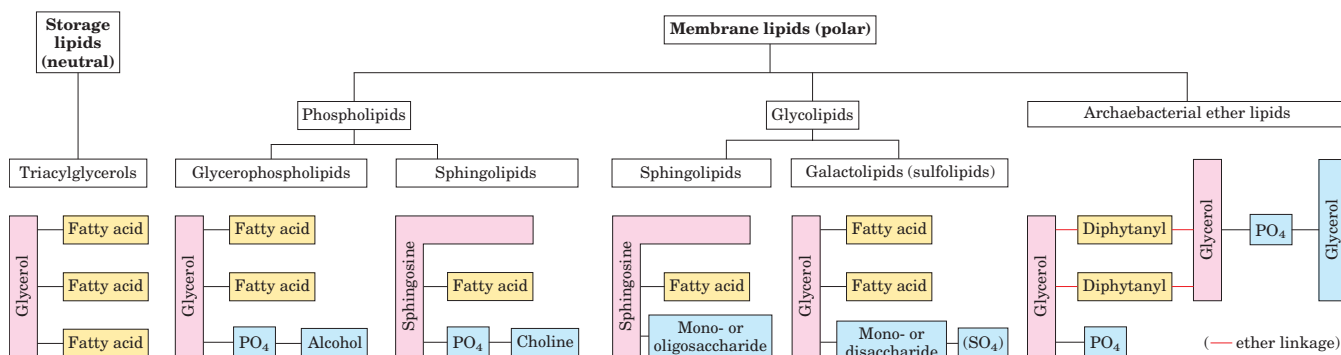 Storage
lipids
(neutral)
Membrane lipids (polar)
Phospholipids
Glycolipids
Archaebacterial ether lipids
Triacylglycerols
Glycerophospholipids
Sphingolipids
Sphingolipids
Galactolipids (sulfolipids)
Glycerol
Fatty acid
Fatty acid
Fatty acid
Glycerol
Fatty acid
Fatty acid
PO₄
Alcohol
Sphingosine
Fatty acid
PO₄
Choline
Sphingosine
Fatty acid
Mono- or
oligosaccharide
Glycerol
Fatty acid
Fatty acid
Mono- or
disaccharide
(SO₄)
Glycerol
Diphytanyl
Diphytanyl
PO₄
Glycerol
PO₄
Glycerol
(— ether linkage)